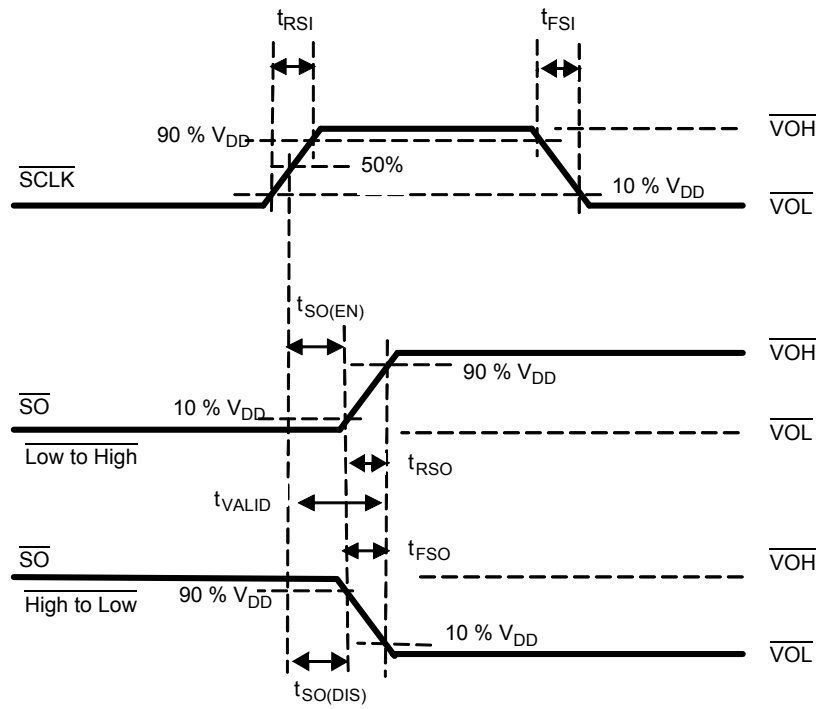 tRSI
tFSI
90 % VDD
VOH
SCLK
50%
10 % VDD
VOL
tSO(EN)
VOH
90 % VDD
SO
10 % VDD
VOL
Low to High
tRSO
tVALID
SO
tFSO
VOH
High to Low
90 % VDD
10 % VDD
VOL
tSO(DIS)